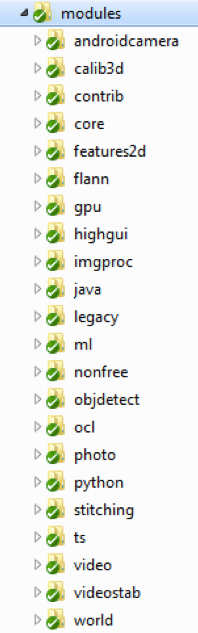 modules
androidcamera
calib3d
contrib
core
features2d
flann
gpu
highgui
imgproc
java
legacy
ml
nonfree
objdetect
ocl
photo
python
stitching
ts
video
videostab
world